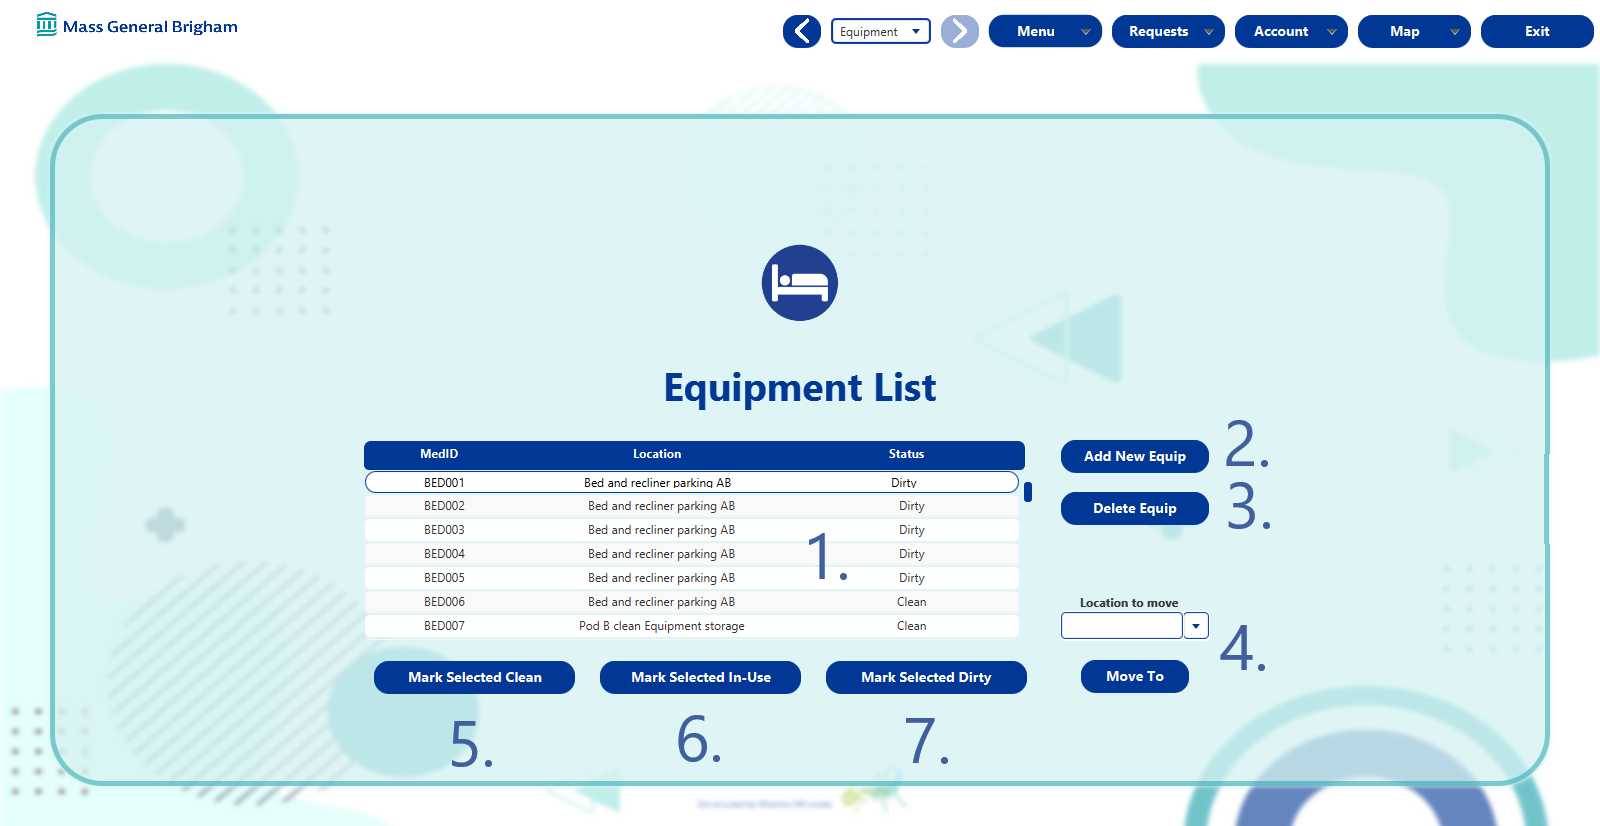 Mass General Brigham
Equipment
Menu
Requests
Account
Map
Exit
Equipment List
MedID Location Status
BED001 Bed and recliner parking AB Dirty
BED002 Bed and recliner parking AB Dirty
BED003 Bed and recliner parking AB Dirty
BED004 Bed and recliner parking AB Dirty
BED005 Bed and recliner parking AB Dirty
BED006 Bed and recliner parking AB Clean
BED007 Pod B clean Equipment storage Clean
1.
Add New Equip
2.
Delete Equip
3.
Location to move
Move To
4.
Mark Selected Clean
Mark Selected In-Use
Mark Selected Dirty
5.
6.
7.